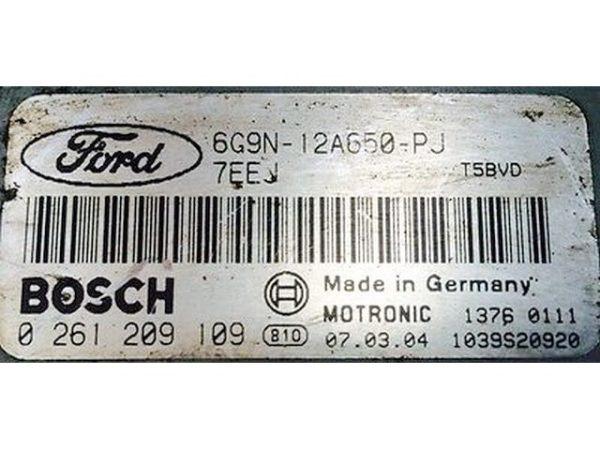 Ford
6G9N-12A650-PJ
7EEJ T5BVD
BOSCH Made in Germany
MOTRONIC 1376 0111
0 261 209 109 810 07.03.04 1039S20920